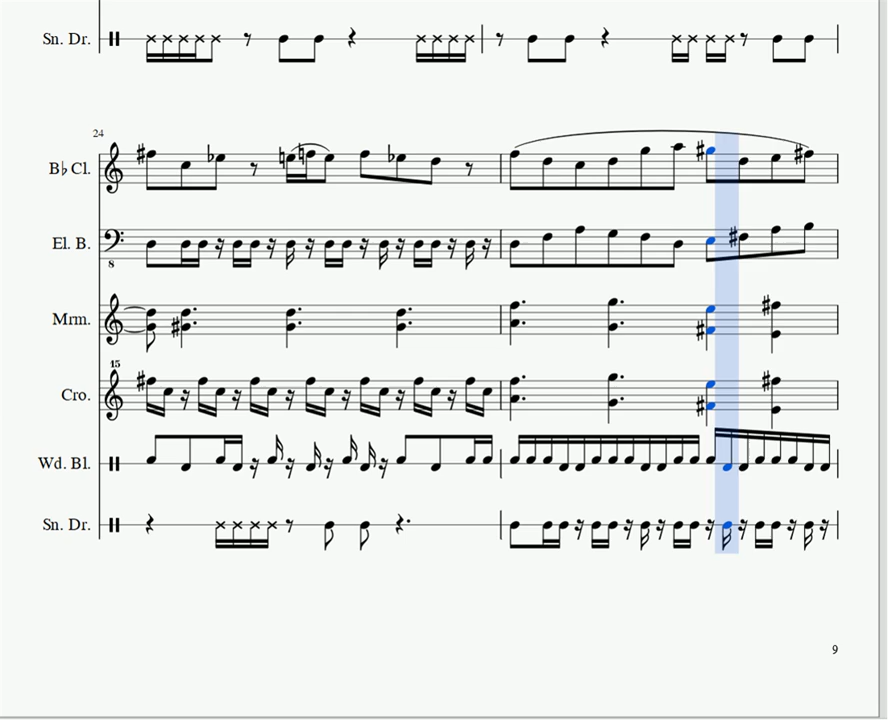 Sn. Dr.
24
B♭ Cl.
El. B.
8
Mrm.
15
Cro.
Wd. Bl.
Sn. Dr.
9